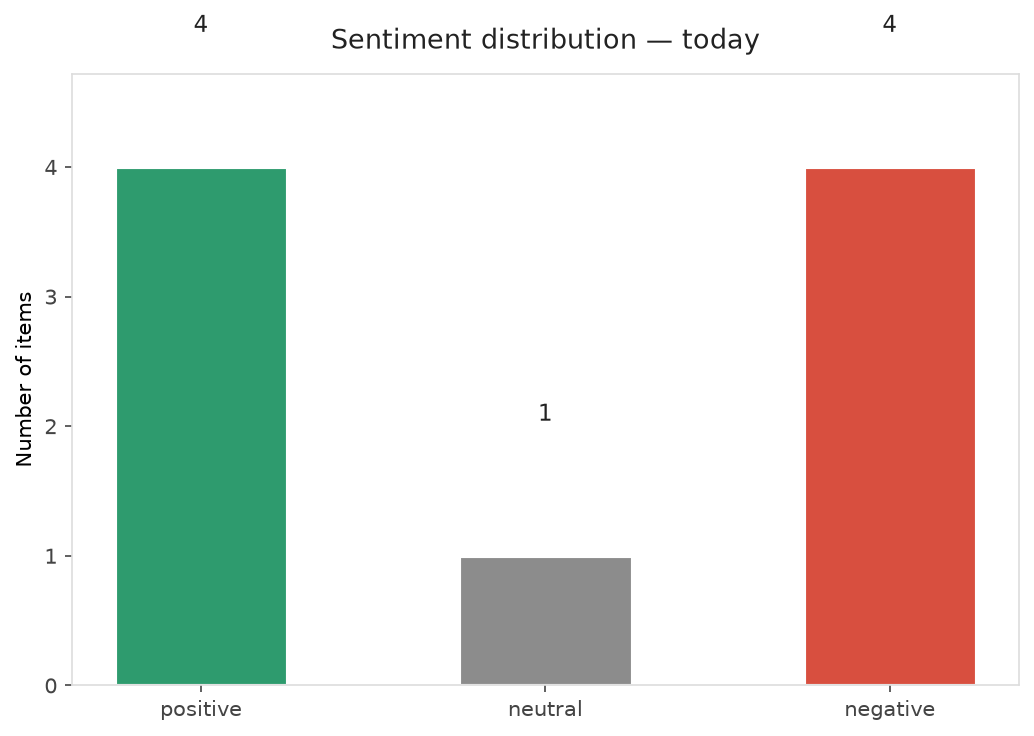 4 4
Sentiment distribution — today
Number of items
4
3
2
1
0
1
positive neutral negative